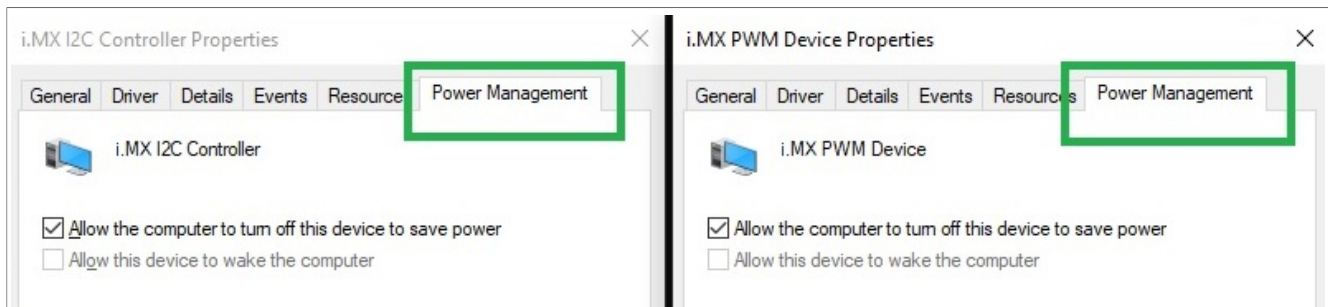 i.MX I2C Controller Properties
General Driver Details Events Resource Power Management
i.MX I2C Controller
Allow the computer to turn off this device to save power
Allow this device to wake the computer
i.MX PWM Device Properties
General Driver Details Events Resources Power Management
i.MX PWM Device
Allow the computer to turn off this device to save power
Allow this device to wake the computer